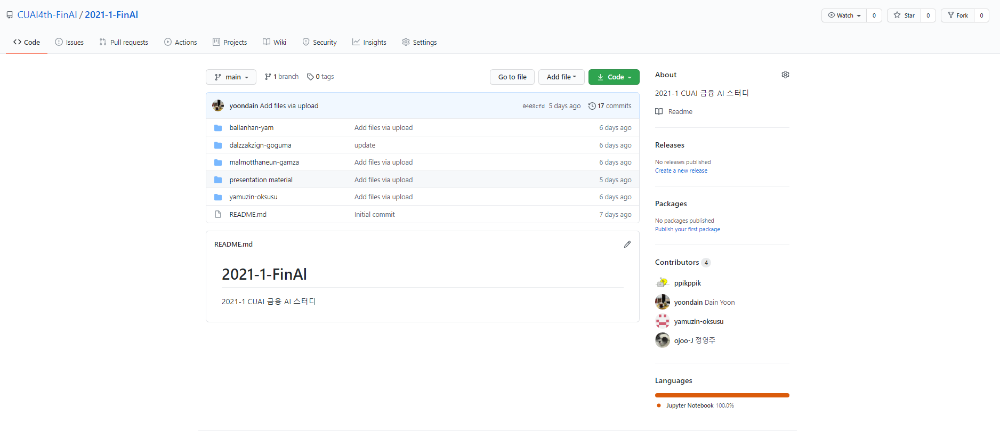 CUAI4th-FinAI / 2021-1-FinAI
Watch 0 Star 0 Fork 0
Code Issues Pull requests Actions Projects Wiki Security Insights Settings
main 1 branch 0 tags Go to file Add file Code
yoondain Add files via upload 0408cfd 5 days ago 17 commits
ballanhan-yam Add files via upload 6 days ago
dalzzakzign-goguma update 6 days ago
malmotthaneun-gamza Add files via upload 6 days ago
presentation material Add files via upload 5 days ago
yamuzin-oksusu Add files via upload 6 days ago
README.md Initial commit 7 days ago
README.md
2021-1-FinAI
2021-1 CUAI 금융 AI 스터디
About
2021-1 CUAI 금융 AI 스터디
Readme
Releases
No releases published
Create a new release
Packages
No packages published
Publish your first package
Contributors 4
ppikppik
yoondain Dain Yoon
yamuzin-oksusu
ojoo-J 정영주
Languages
Jupyter Notebook 100.0%